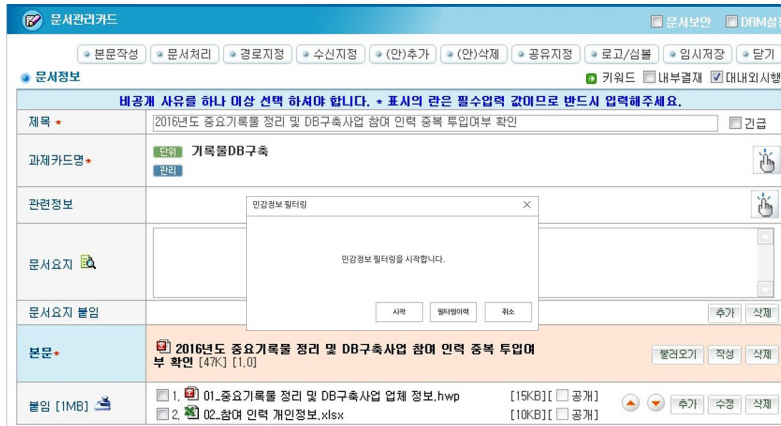 문서관리카드
문서보안 DRM설정
본문작성 문서처리 경로지정 수신지정 (안)추가 (안)삭제 공유지정 로고/심볼 임시저장 닫기
문서정보 키워드 내부결재 대내외시행
비공개 사유를 하나 이상 선택 하셔야 합니다. * 표시의 란은 필수입력 값이므로 반드시 입력해주세요.
제목 * 2016년도 중요기록물 정리 및 DB구축사업 참여 인력 중복 투입여부 확인 긴급
과제카드명* 단위 기록물DB구축
관리
관련정보
민감정보 필터링
민감정보 필터링을 시작합니다.
시작 필터링이력 취소
문서요지
문서요지 붙임 추가 삭제
본문* 2016년도 중요기록물 정리 및 DB구축사업 참여 인력 중복 투입여
부 확인 [47K] [1.0] 불러오기 작성 삭제
붙임 [1MB] 1. 01_중요기록물 정리 및 DB구축사업 업체 정보.hwp [15KB][ 공개]
2. 02_참여 인력 개인정보.xlsx [10KB][ 공개] 추가 수정 삭제